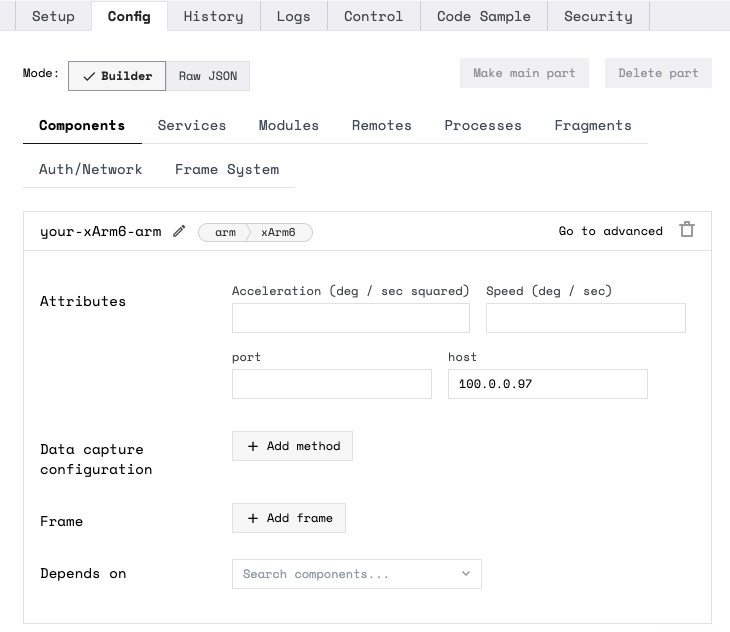 Setup Config History Logs Control Code Sample Security
Mode: Builder Raw JSON Make main part Delete part
Components Services Modules Remotes Processes Fragments
Auth/Network Frame System
your-xArm6-arm arm xArm6 Go to advanced
Attributes
Acceleration (deg / sec squared) Speed (deg / sec)
port host
100.0.0.97
Data capture
configuration
+ Add method
Frame + Add frame
Depends on Search components...